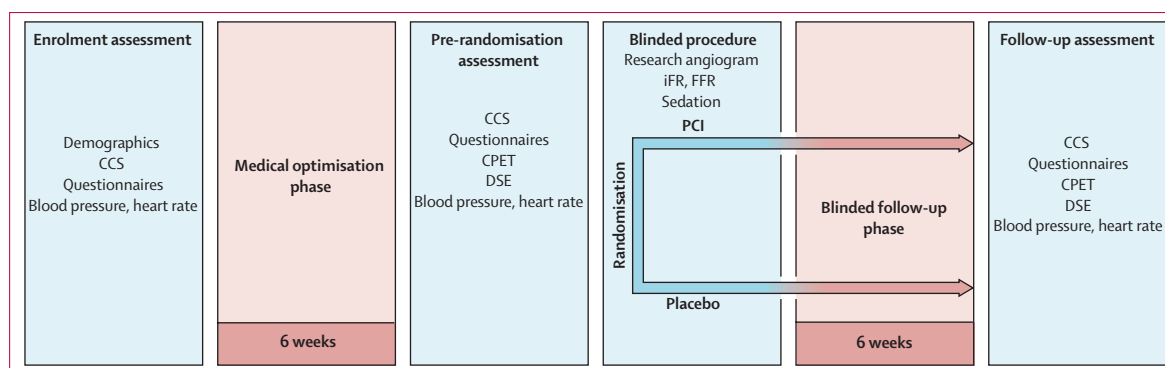 Enrolment assessment
Demographics
CCS
Questionnaires
Blood pressure, heart rate
Medical optimisation
phase
6 weeks
Pre-randomisation
assessment
CCS
Questionnaires
CPET
DSE
Blood pressure, heart rate
Blinded procedure
Research angiogram
iFR, FFR
Sedation
PCI
Randomisation
Placebo
Blinded follow-up
phase
6 weeks
Follow-up assessment
CCS
Questionnaires
CPET
DSE
Blood pressure, heart rate